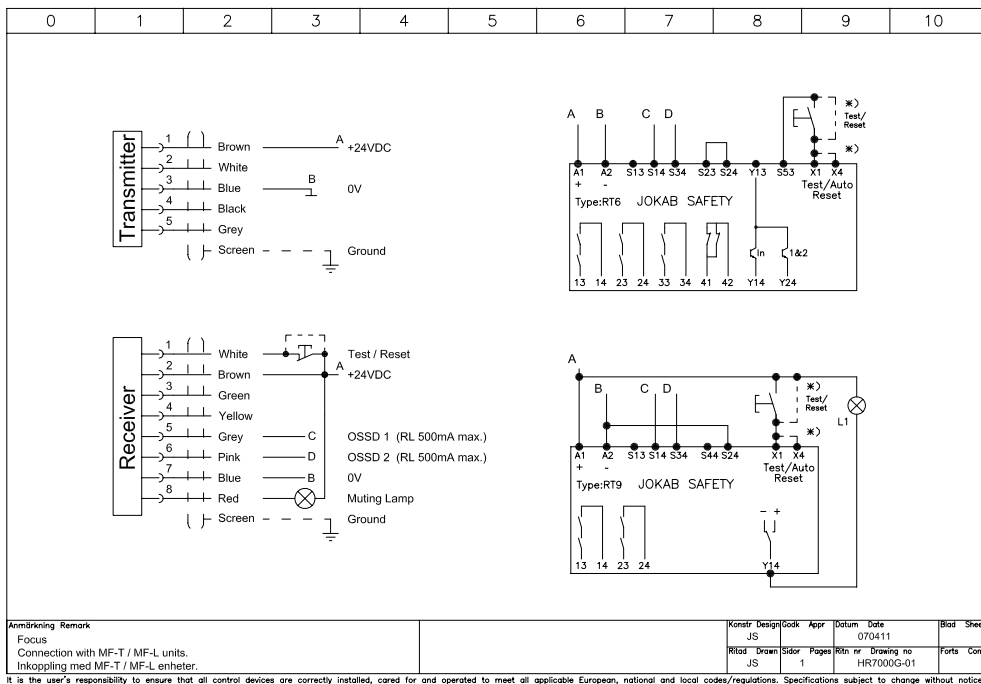 0 1 2 3 4 5 6 7 8 9 10
Transmitter
1 Brown A +24VDC
2 White
3 Blue B 0V
4 Black
5 Grey
Screen Ground
A B C D
*) Test/ Reset
*)
A1 A2 S13 S14 S34 S23 S24 Y13 S53 X1 X4
+ - Test/Auto
Reset
Type:RT6 JOKAB SAFETY
In 1&2
13 14 23 24 33 34 41 42 Y14 Y24
Receiver
1 White Test / Reset
2 Brown A +24VDC
3 Green
4 Yellow
5 Grey C OSSD 1 (RL 500mA max.)
6 Pink D OSSD 2 (RL 500mA max.)
7 Blue B 0V
8 Red Muting Lamp
Screen Ground
A
B C D
*) Test/ Reset
L1
*)
A1 A2 S13 S14 S34 S44 S24 X1 X4
+ - Test/Auto
Reset
Type:RT9 JOKAB SAFETY
- +
13 14 23 24 Y14
Anmärkning Remark
Focus
Connection with MF-T / MF-L units.
Inkoppling med MF-T / MF-L enheter.
Konstr Design Godk Appr Datum Date Blad Shee
JS 070411
Ritad Drawn Sidor Pages Ritn nr Drawing no Forts Con
JS 1 HR7000G-01
It is the user's responsibility to ensure that all control devices are correctly installed, cared for and operated to meet all applicable European, national and local codes/regulations. Specifications subject to change without notice